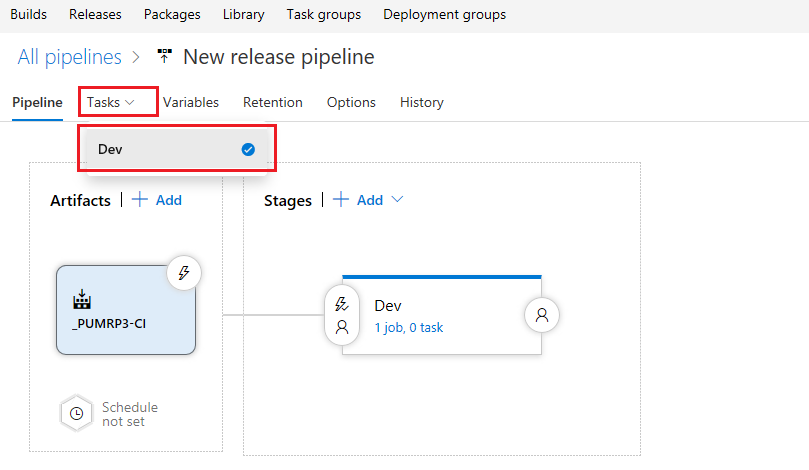 Builds Releases Packages Library Task groups Deployment groups
All pipelines > New release pipeline
Pipeline Tasks Variables Retention Options History
Dev
Artifacts | + Add
Stages | + Add
_PUMRP3-CI
Dev
1 job, 0 task
Schedule
not set